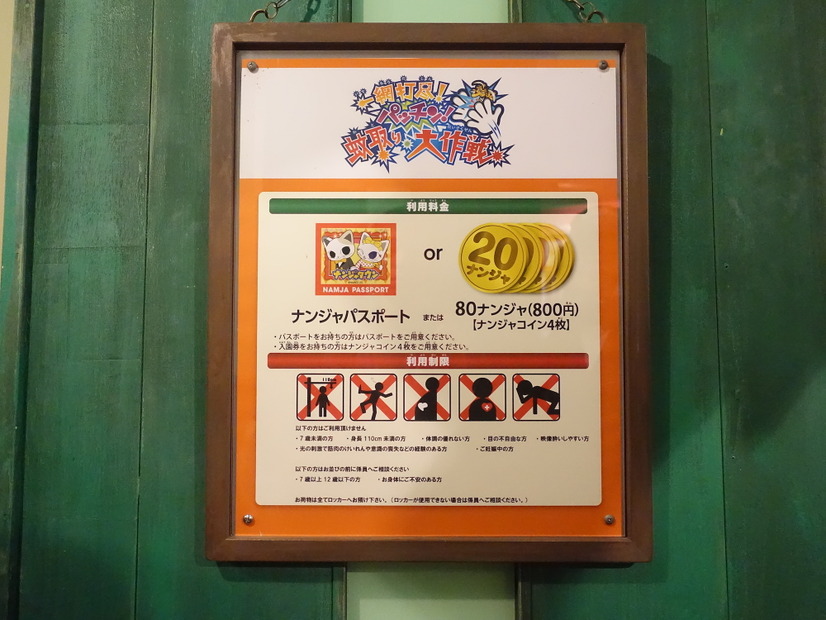 一網打尽!
パッチン!
蚊取り大作戦
利用料金
ナンジャタウン
NAMJA PASSPORT
or
20
ナンジャ
ナンジャパスポート または 80ナンジャ(800円)
【ナンジャコイン4枚】
・パスポートをお持ちの方はパスポートをご用意ください。
・入園券をお持ちの方はナンジャコイン4枚をご用意ください。
利用制限
110cm
以下の方はご利用頂けません
・7歳未満の方 ・身長110cm未満の方 ・体調の優れない方 ・目の不自由な方 ・映像酔いしやすい方
・光の刺激で筋肉のけいれんや意識の喪失などの経験のある方 ・ご妊娠中の方
以下の方はお並びの前に係員へご相談ください
・7歳以上12歳以下の方 ・お身体にご不安のある方
お荷物は全てロッカーへお預け下さい。(ロッカーが使用できない場合は係員へご相談ください。)